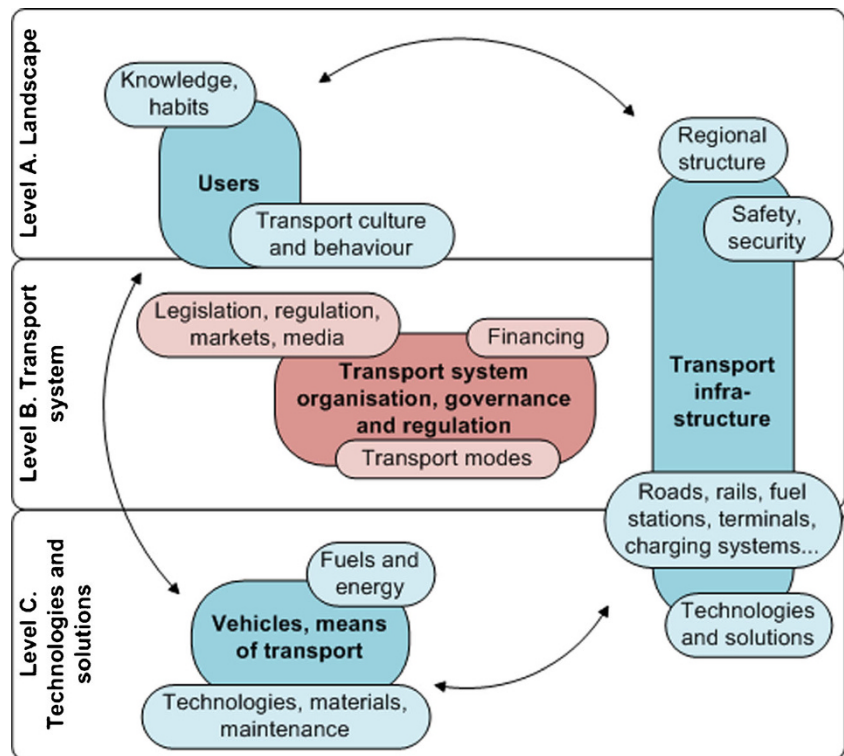 Level A. Landscape
Knowledge,
habits
Users
Transport culture
and behaviour
Regional
structure
Safety,
security
Level B. Transport
system
Legislation, regulation,
markets, media
Financing
Transport system
organisation, governance
and regulation
Transport modes
Transport
infra-
structure
Roads, rails, fuel
stations, terminals,
charging systems...
Level C.
Technologies and
solutions
Fuels and
energy
Vehicles, means
of transport
Technologies, materials,
maintenance
Technologies
and solutions